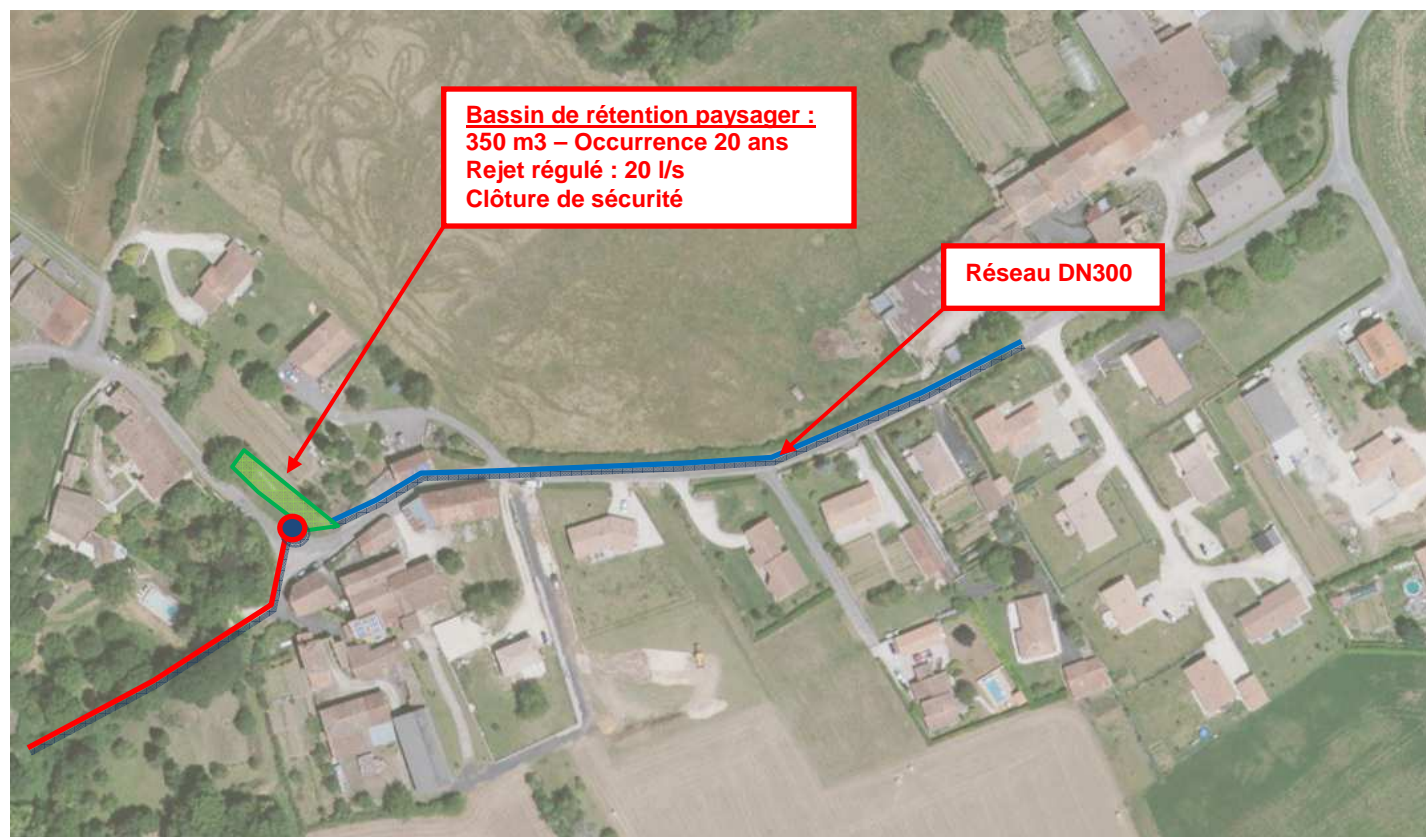 Bassin de rétention paysager :
350 m3 – Occurrence 20 ans
Rejet régulé : 20 l/s
Clôture de sécurité
Réseau DN300